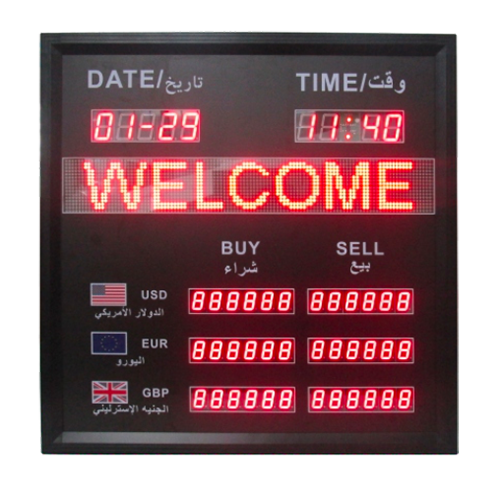 DATE/تاريخ TIME/وقت
01-29 11:40
WELCOME
BUY SELL
شراء بيع
USD 888888 888888
الدولار الأمريكي
EUR 888888 888888
اليورو
GBP 888888 888888
الجنيه الإسترليني